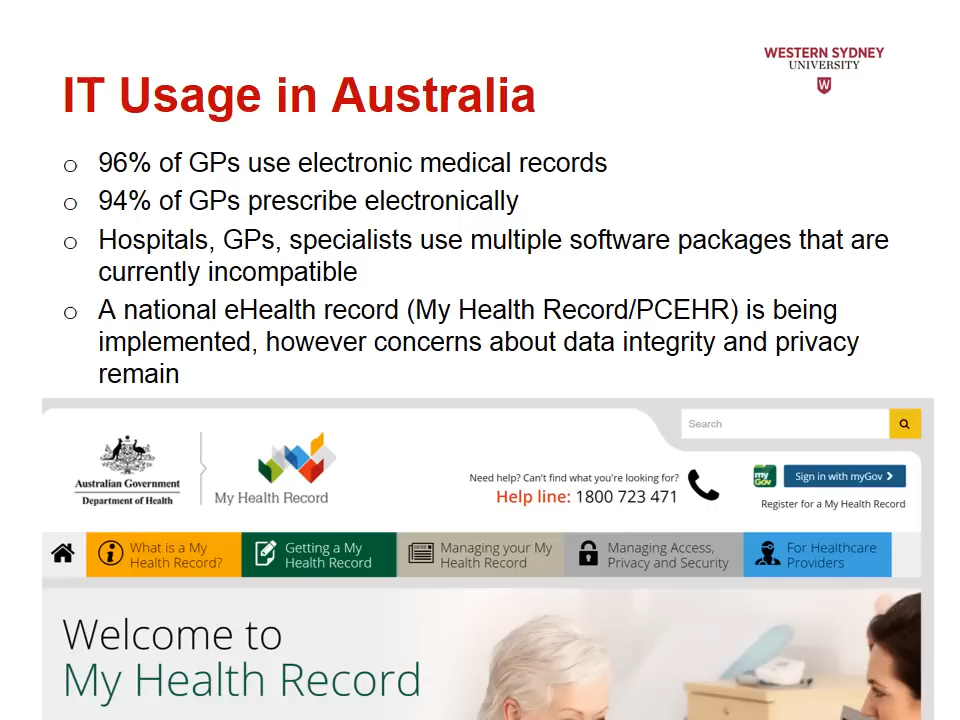 WESTERN SYDNEY
UNIVERSITY
W
IT Usage in Australia
o 96% of GPs use electronic medical records
o 94% of GPs prescribe electronically
o Hospitals, GPs, specialists use multiple software packages that are
currently incompatible
o A national eHealth record (My Health Record/PCEHR) is being
implemented, however concerns about data integrity and privacy
remain
Search
Australian Government
Department of Health
My Health Record
Need help? Can't find what you're looking for?
Help line: 1800 723 471
my
Gov
Sign in with myGov
Register for a My Health Record
What is a My
Health Record?
Getting a My
Health Record
Managing your My
Health Record
Managing Access,
Privacy and Security
For Healthcare
Providers
Welcome to
My Health Record